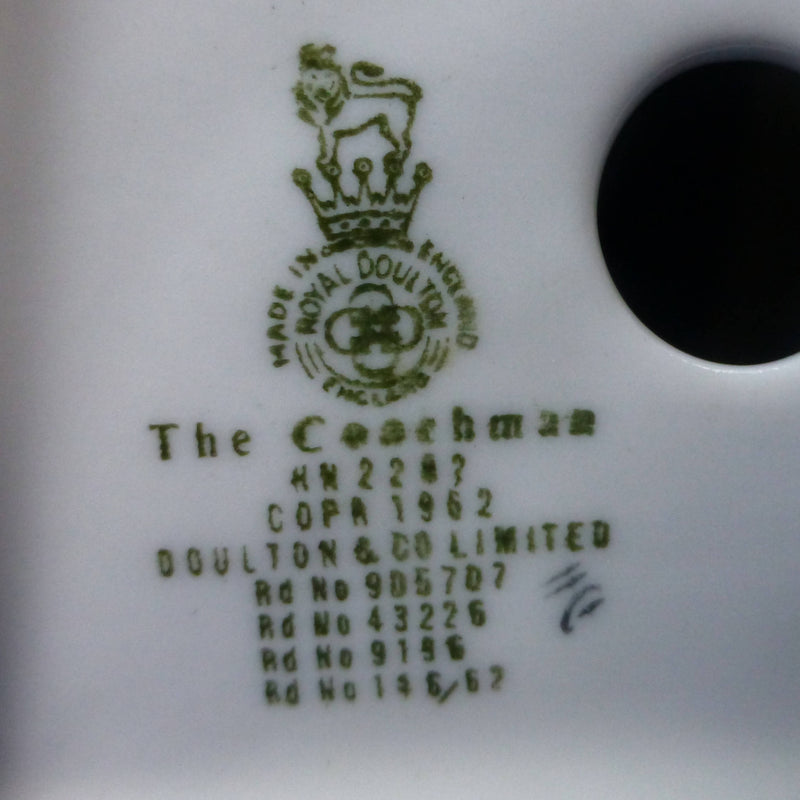 MADE IN ENGLAND
ROYAL DOULTON
ENGLAND
The Coachman
HN 2282
COPR 1962
DOULTON & CO LIMITED
Rd No 905707
Rd No 43226
Rd No 9196
Rd No 146/62